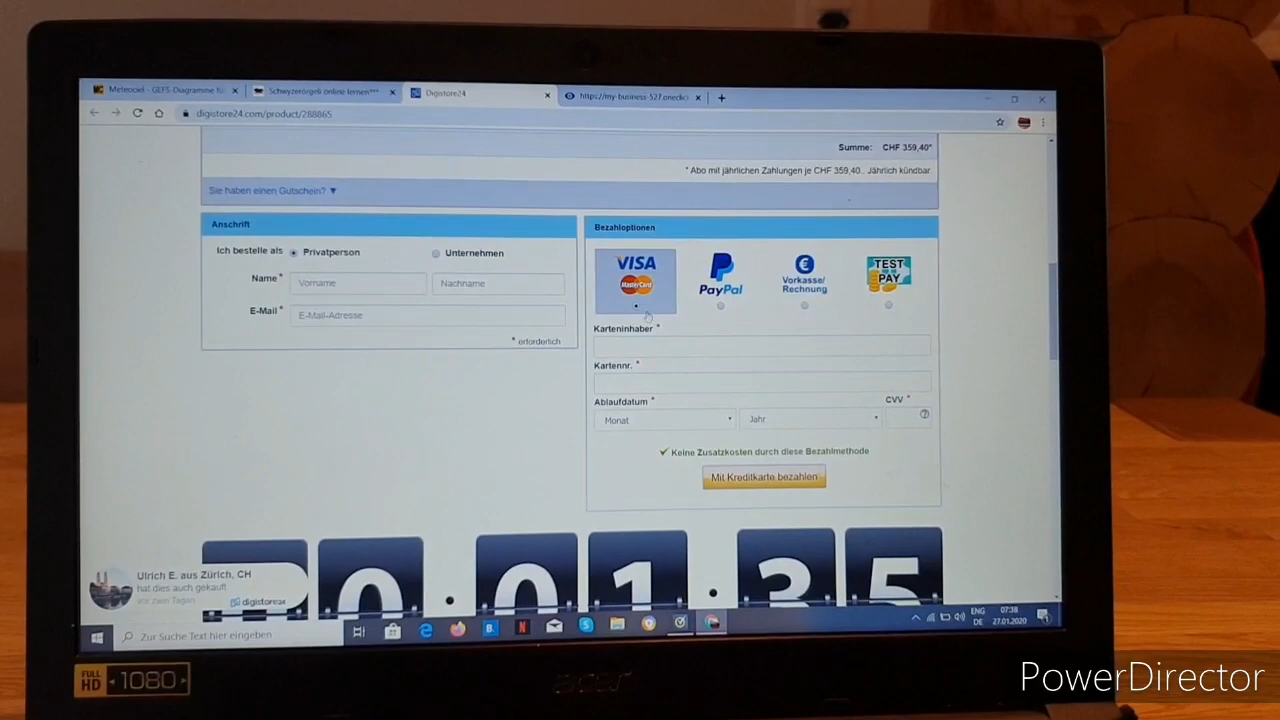 Meteociel - GEFS-Diagramme fü
Schwyzerörgeli online lernen***
Digistore24
https://my-business-527.oneclic
digistore24.com/product/288865
Summe: CHF 359,40*
* Abo mit jährlichen Zahlungen je CHF 359,40.. Jährlich kündbar.
Sie haben einen Gutschein? ▼
Anschrift
Ich bestelle als Privatperson Unternehmen
Name * Vorname Nachname
E-Mail * E-Mail-Adresse
* erforderlich
Bezahloptionen
VISA
MasterCard
PayPal
Vorkasse/
Rechnung
TEST
PAY
Karteninhaber *
Kartennr. *
Ablaufdatum * CVV *
Monat Jahr
Keine Zusatzkosten durch diese Bezahlmethode
Mit Kreditkarte bezahlen
0 : 01 : 35
Ulrich E. aus Zürich, CH
hat dies auch gekauft
vor zwei Tagen
digistore24
Zur Suche Text hier eingeben
ENG
DE
07:38
27.01.2020
FULL
HD
1080
acer
PowerDirector